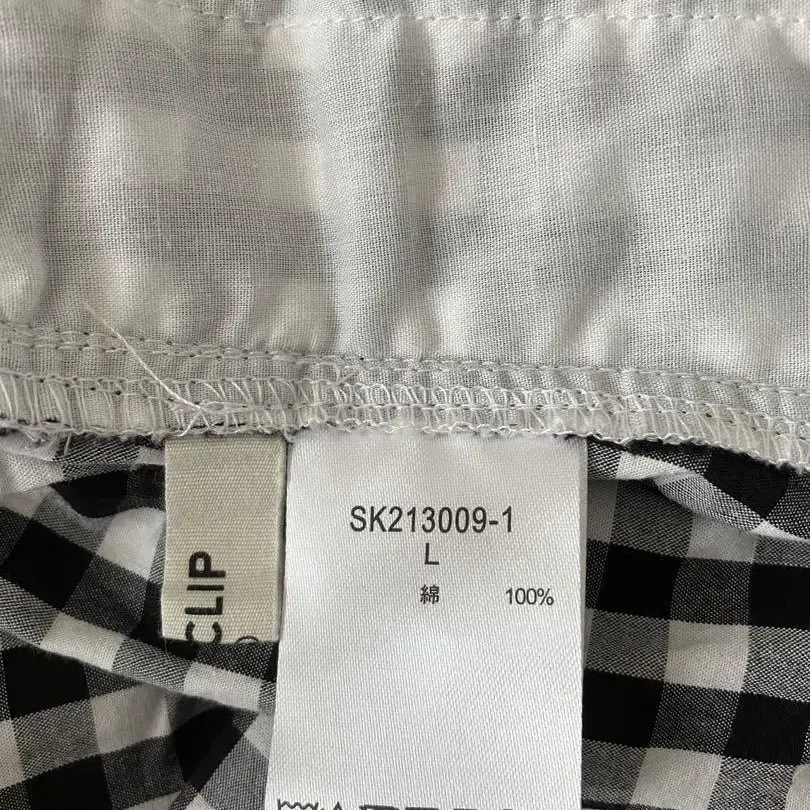 CLIP
SK213009-1
L
綿 100%